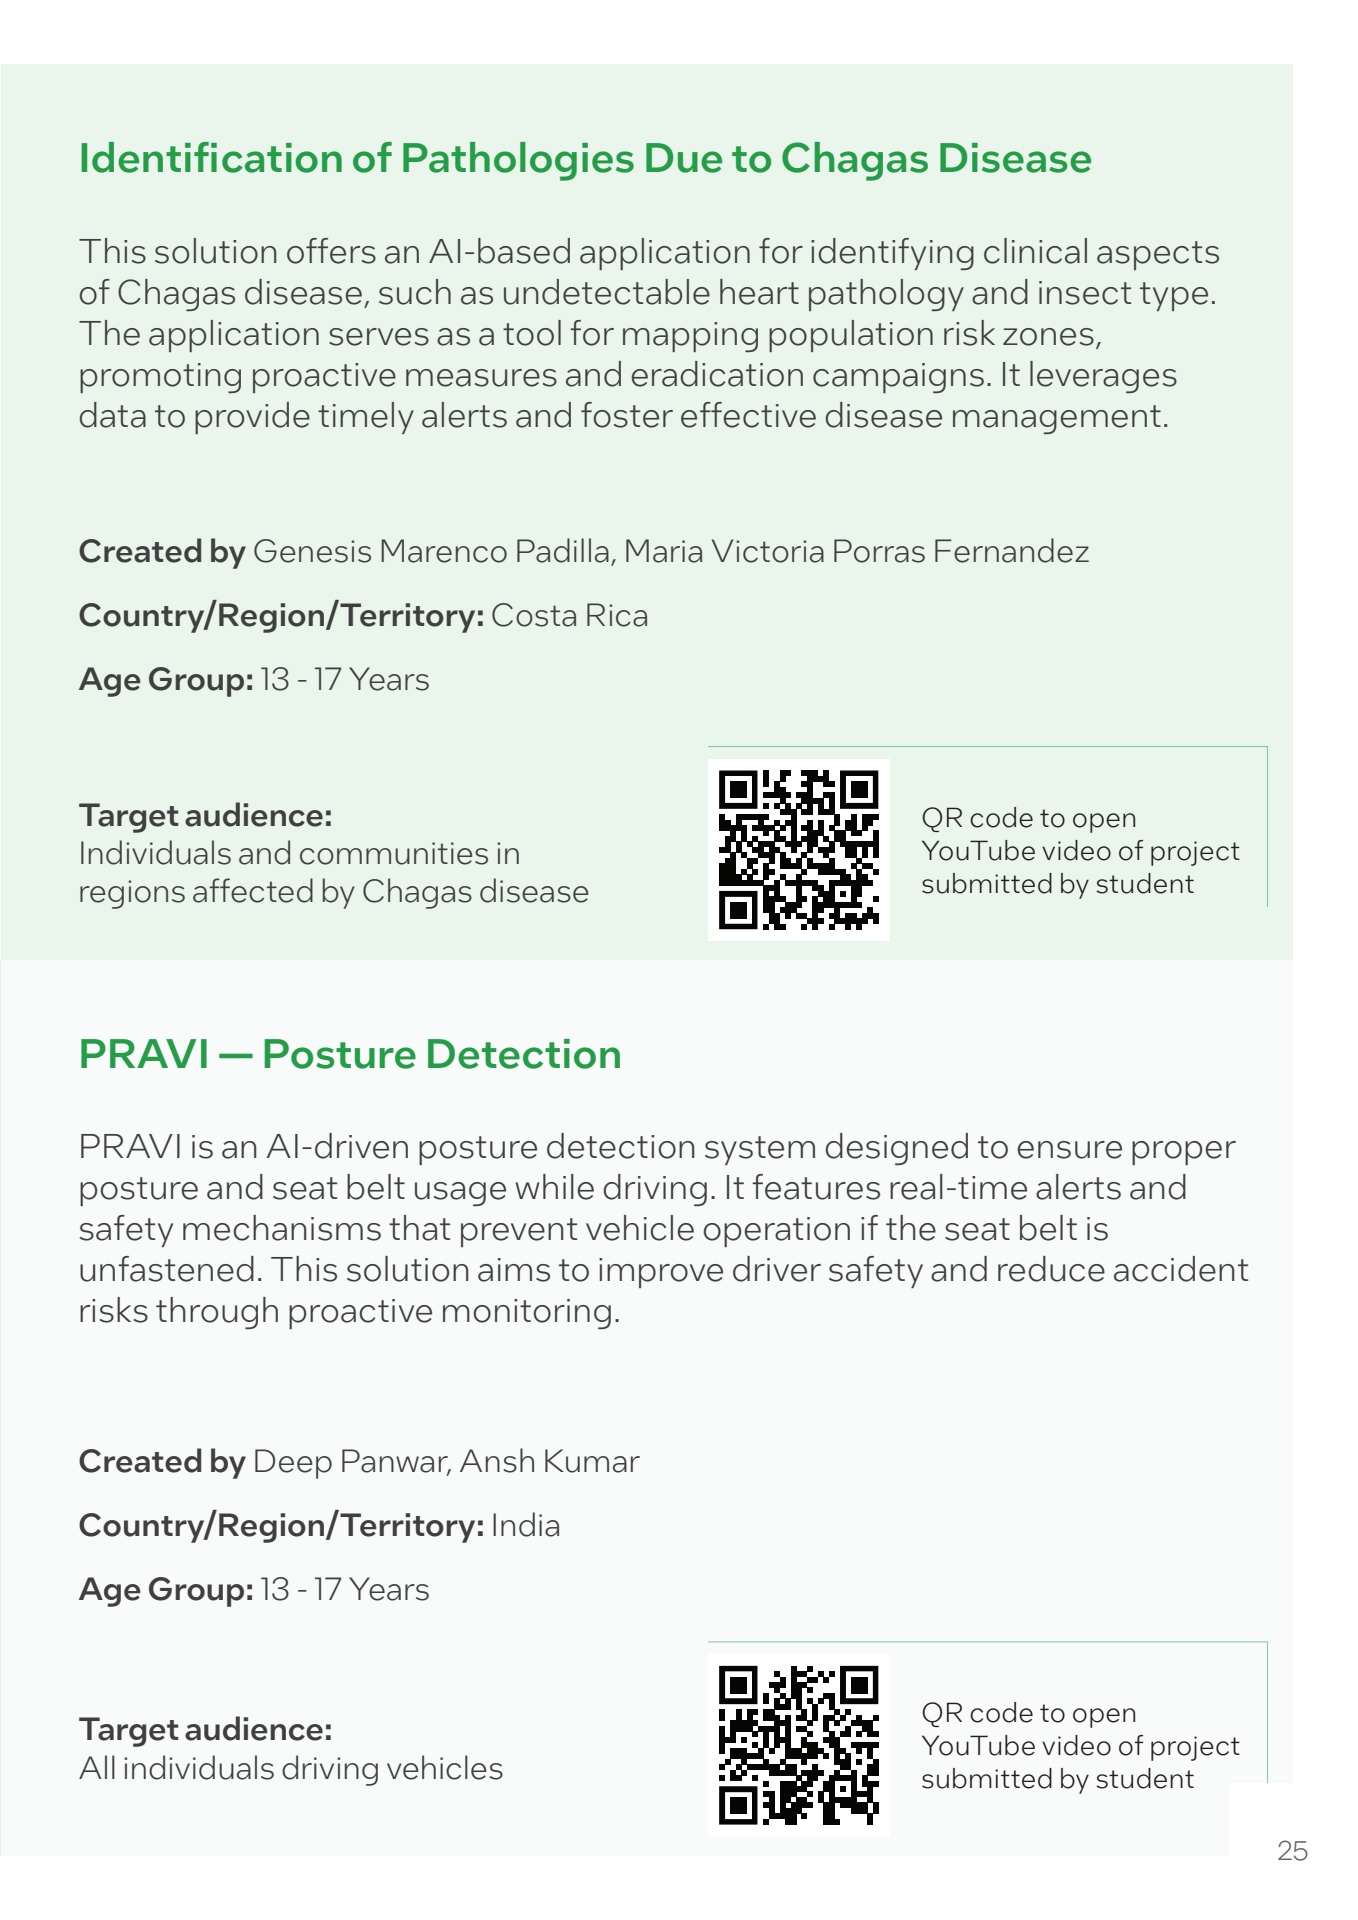 Identification of Pathologies Due to Chagas Disease
This solution offers an AI-based application for identifying clinical aspects
of Chagas disease, such as undetectable heart pathology and insect type.
The application serves as a tool for mapping population risk zones,
promoting proactive measures and eradication campaigns. It leverages
data to provide timely alerts and foster effective disease management.
Created by Genesis Marenco Padilla, Maria Victoria Porras Fernandez
Country/Region/Territory: Costa Rica
Age Group: 13 - 17 Years
Target audience:
Individuals and communities in
regions affected by Chagas disease
QR code to open
YouTube video of project
submitted by student
PRAVI — Posture Detection
PRAVI is an AI-driven posture detection system designed to ensure proper
posture and seat belt usage while driving. It features real-time alerts and
safety mechanisms that prevent vehicle operation if the seat belt is
unfastened. This solution aims to improve driver safety and reduce accident
risks through proactive monitoring.
Created by Deep Panwar, Ansh Kumar
Country/Region/Territory: India
Age Group: 13 - 17 Years
Target audience:
All individuals driving vehicles
QR code to open
YouTube video of project
submitted by student
25